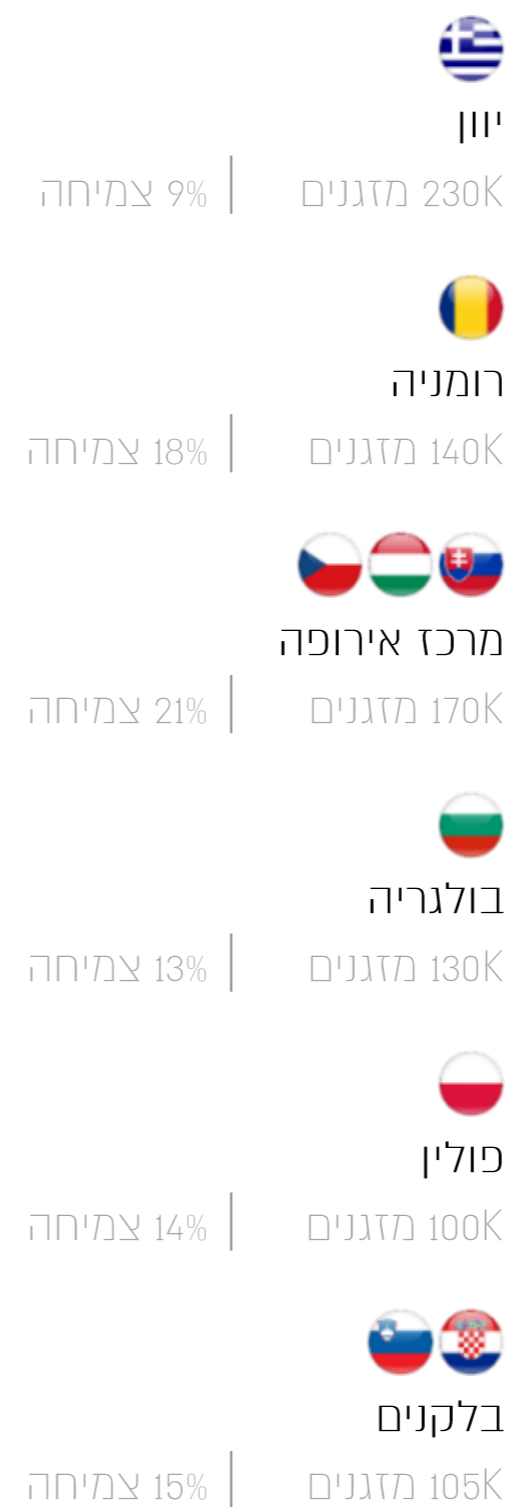 יוון
230K מזגנים | 9% צמיחה
רומניה
140K מזגנים | 18% צמיחה
מרכז אירופה
170K מזגנים | 21% צמיחה
בולגריה
130K מזגנים | 13% צמיחה
פולין
100K מזגנים | 14% צמיחה
בלקנים
105K מזגנים | 15% צמיחה